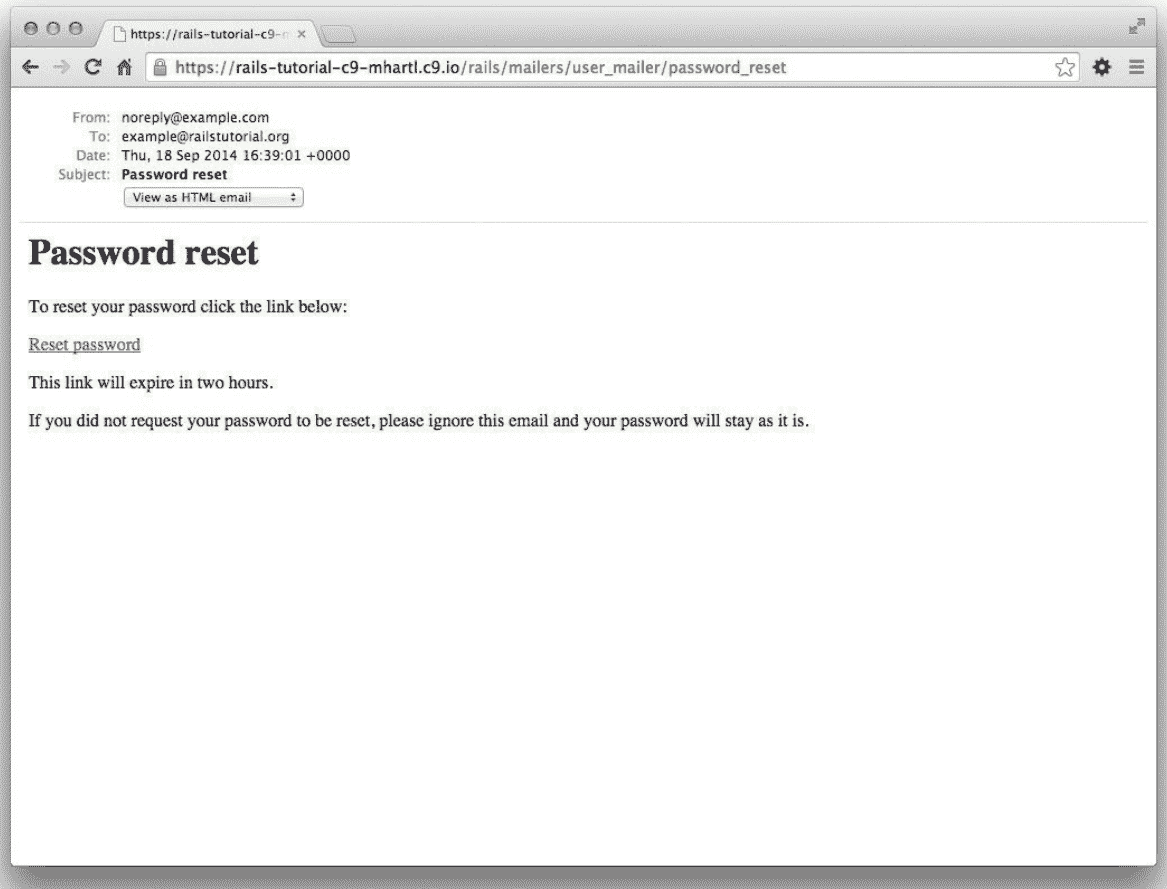 https://rails-tutorial-c9-m
https://rails-tutorial-c9-mhartl.c9.io/rails/mailers/user_mailer/password_reset
From: noreply@example.com
To: example@railstutorial.org
Date: Thu, 18 Sep 2014 16:39:01 +0000
Subject: Password reset
View as HTML email
Password reset
To reset your password click the link below:
Reset password
This link will expire in two hours.
If you did not request your password to be reset, please ignore this email and your password will stay as it is.